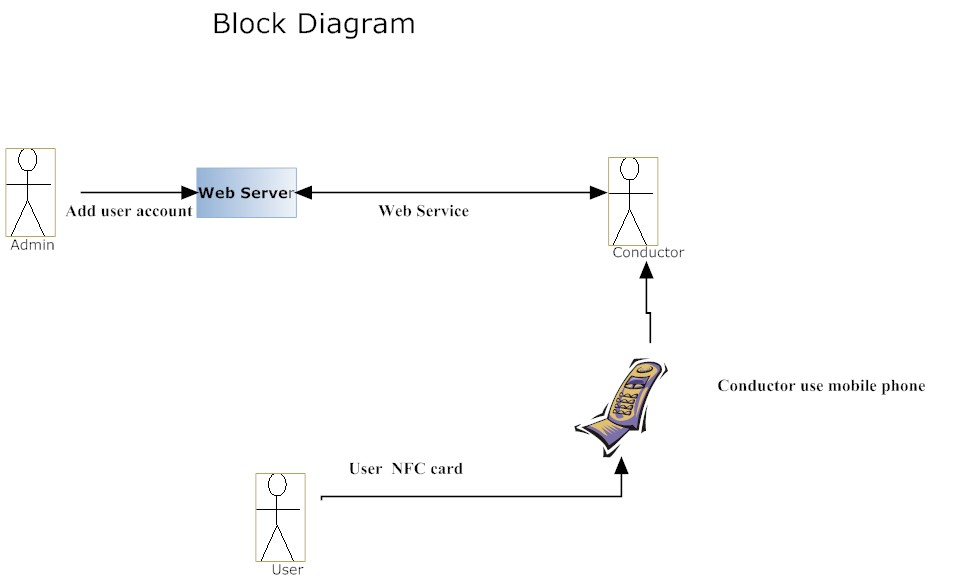 Block Diagram
Web Server
Add user account
Web Service
Admin
Conductor
Conductor use mobile phone
User NFC card
User